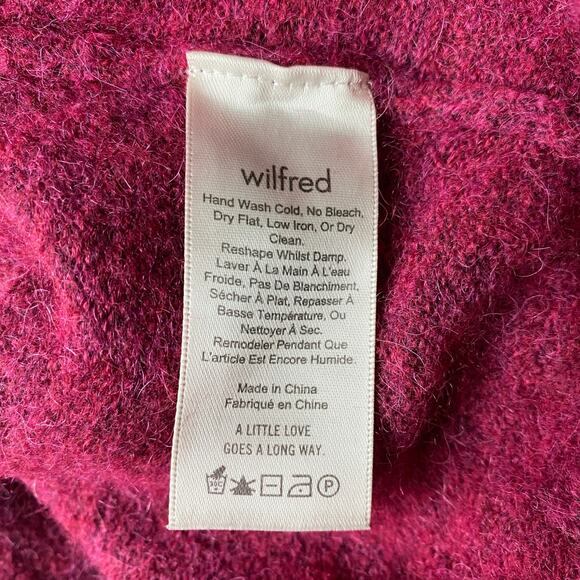 wilfred
Hand Wash Cold, No Bleach,
Dry Flat, Low Iron, Or Dry
Clean.
Reshape Whilst Damp.
Laver À La Main À L'eau
Froide, Pas De Blanchiment,
Sécher À Plat, Repasser À
Basse Température, Ou
Nettoyer À Sec.
Remodeler Pendant Que
L'article Est Encore Humide.
Made in China
Fabriqué en Chine
A LITTLE LOVE
GOES A LONG WAY.
30C P